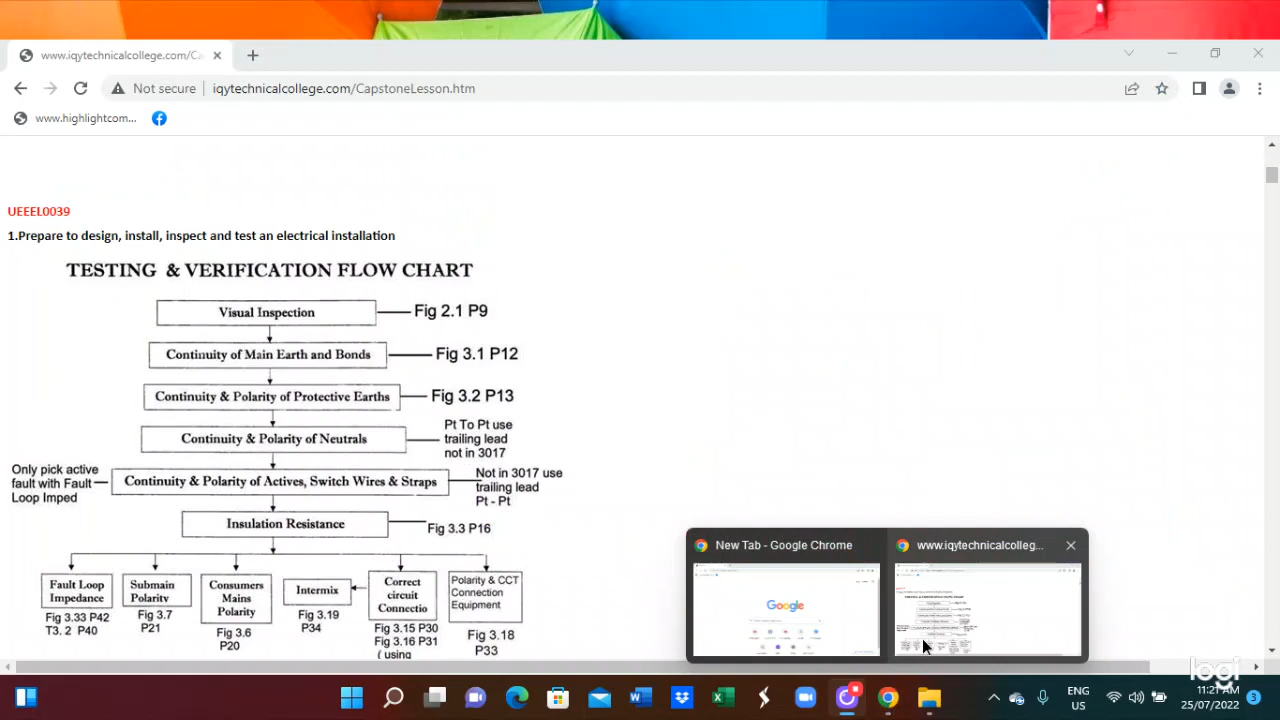 www.iqytechnicalcollege.com/Ca
Not secure
iqytechnicalcollege.com/CapstoneLesson.htm
www.highlightcom...
UEEEL0039
1.Prepare to design, install, inspect and test an electrical installation
TESTING & VERIFICATION FLOW CHART
Visual Inspection
Fig 2.1 P9
Continuity of Main Earth and Bonds
Fig 3.1 P12
Continuity & Polarity of Protective Earths
Fig 3.2 P13
Continuity & Polarity of Neutrals
Pt To Pt use
trailing lead
not in 3017
Only pick active
fault with Fault
Loop Imped
Continuity & Polarity of Actives, Switch Wires & Straps
Not in 3017 use
trailing lead
Pt - Pt
Insulation Resistance
Fig 3.3 P16
Fault Loop
Impedance
Fig 3.33 P42
T3. 2 P40
Submain
Polarity
Fig 3.7
P21
Consumers
Mains
Polarity
Fig 3.6
P20
Intermix
Fig 3.19
P34
Correct
circuit
Connectio
Fig 3.15 P30
Fig 3.16 P31
( using
Polarity & CCT
Connection
Equipment
Fig 3.18
P33
New Tab - Google Chrome
www.iqytechnicalcolleg...
Google
logi
ENG
US
11:21 AM
25/07/2022
3